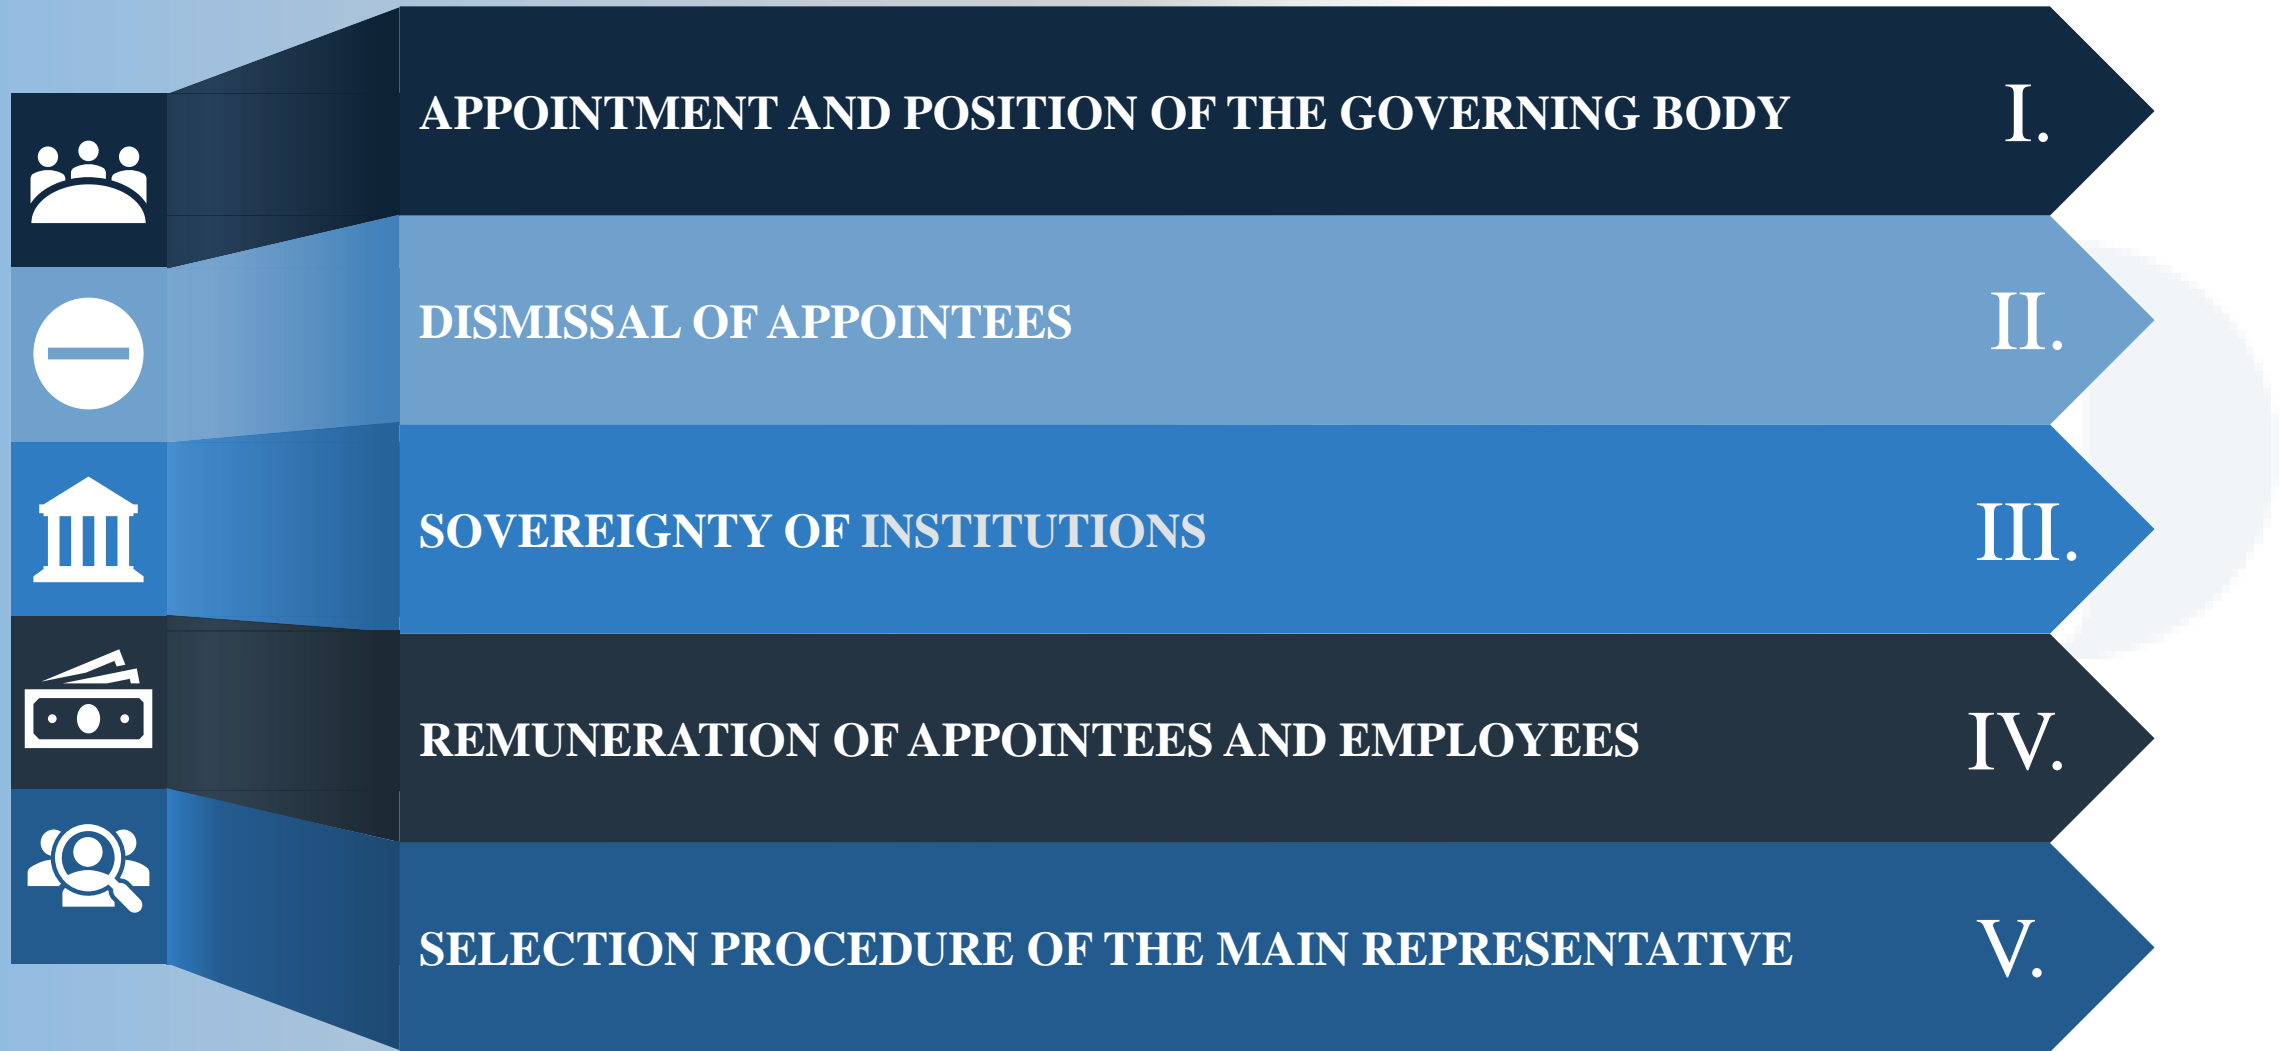 APPOINTMENT AND POSITION OF THE GOVERNING BODY I.
DISMISSAL OF APPOINTEES II.
SOVEREIGNTY OF INSTITUTIONS III.
REMUNERATION OF APPOINTEES AND EMPLOYEES IV.
SELECTION PROCEDURE OF THE MAIN REPRESENTATIVE V.